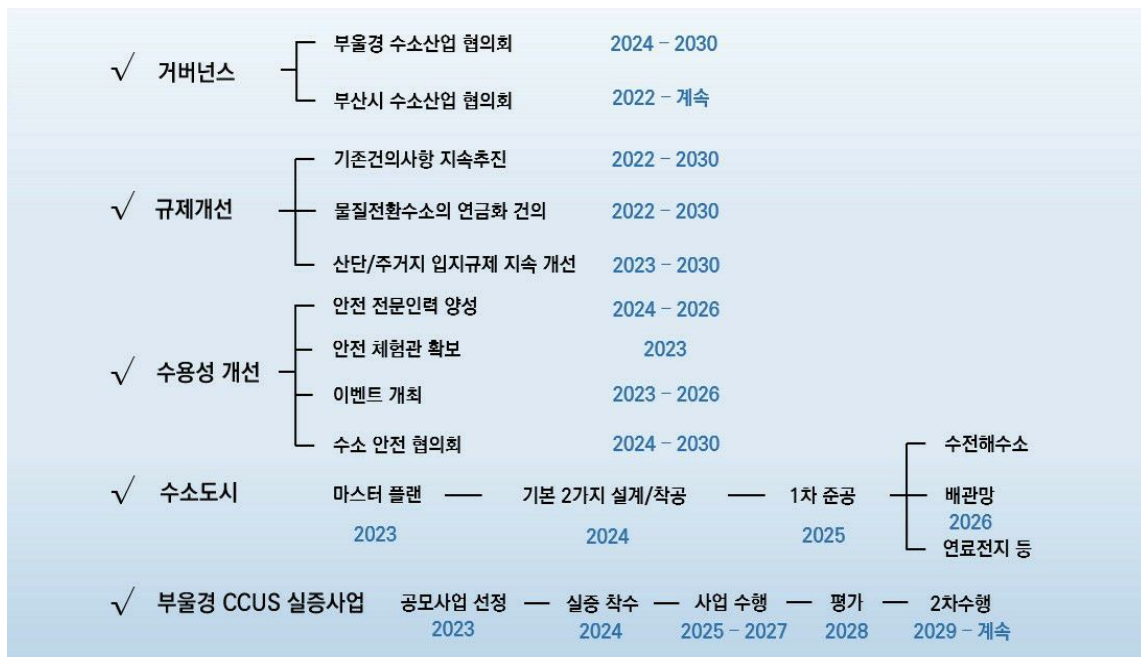 부울경 수소산업 협의회 2024 – 2030
√ 거버넌스
부산시 수소산업 협의회 2022 – 계속
기존건의사항 지속추진 2022 – 2030
√ 규제개선 물질전환수소의 연금화 건의 2022 – 2030
산단/주거지 입지규제 지속 개선 2023 – 2030
안전 전문인력 양성 2024 – 2026
안전 체험관 확보 2023
√ 수용성 개선
이벤트 개최 2023 – 2026
수소 안전 협의회 2024 – 2030
수전해수소
√ 수소도시 마스터 플랜 — 기본 2가지 설계/착공 — 1차 준공 배관망
2023 2024 2025 2026
연료전지 등
√ 부울경 CCUS 실증사업 공모사업 선정 — 실증 착수 — 사업 수행 — 평가 — 2차수행
2023 2024 2025 – 2027 2028 2029 – 계속